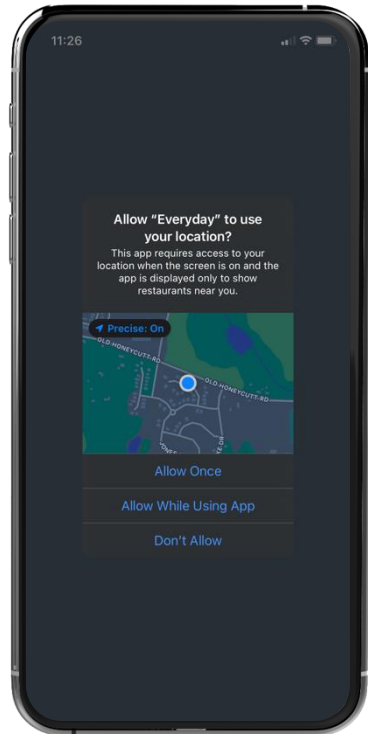 11:26
Allow “Everyday” to use
your location?
This app requires access to your
location when the screen is on and the
app is displayed only to show
restaurants near you.
Precise: On
OLD HONEYCUTT-RD
OLD HONEYCUTT-RD
Allow Once
Allow While Using App
Don’t Allow